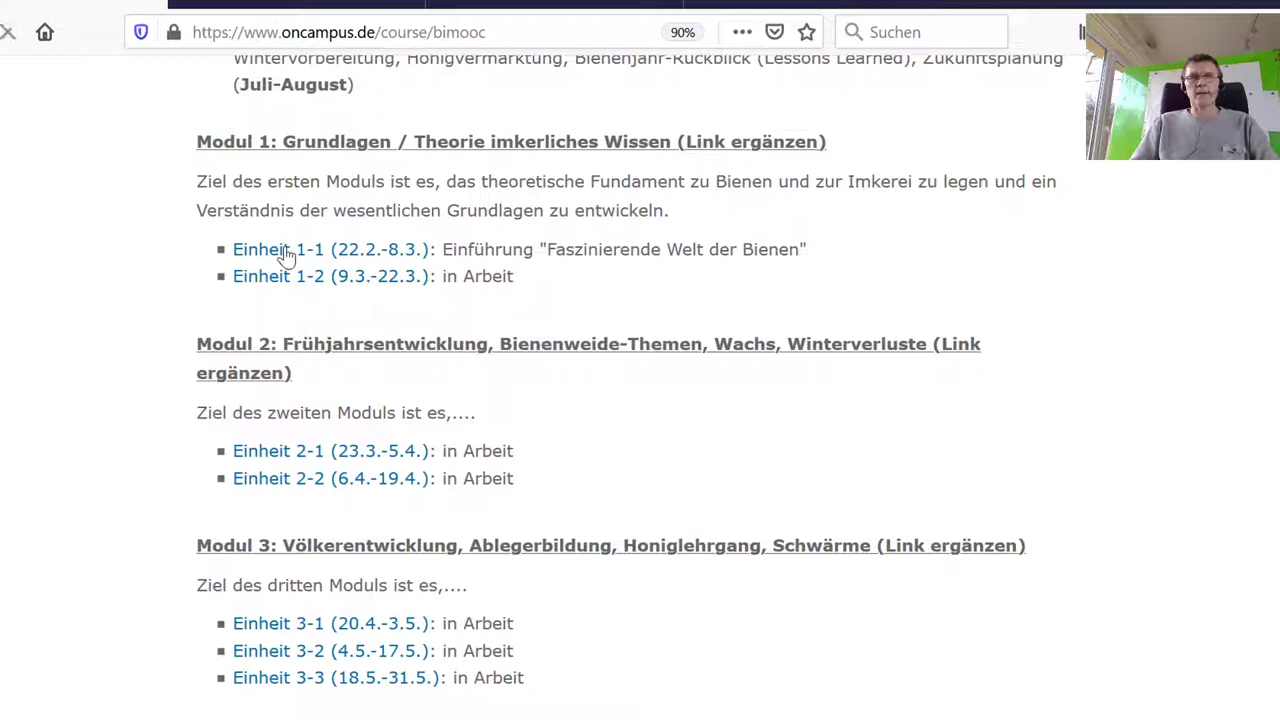 https://www.oncampus.de/course/bimooc
90%
Suchen
Wintervorbereitung, Honigvermarktung, Bienenjahr-Rückblick (Lessons Learned), Zukunftsplanung
(Juli-August)
Modul 1: Grundlagen / Theorie imkerliches Wissen (Link ergänzen)
Ziel des ersten Moduls ist es, das theoretische Fundament zu Bienen und zur Imkerei zu legen und ein
Verständnis der wesentlichen Grundlagen zu entwickeln.
Einheit 1-1 (22.2.-8.3.): Einführung "Faszinierende Welt der Bienen"
Einheit 1-2 (9.3.-22.3.): in Arbeit
Modul 2: Frühjahrsentwicklung, Bienenweide-Themen, Wachs, Winterverluste (Link
ergänzen)
Ziel des zweiten Moduls ist es,....
Einheit 2-1 (23.3.-5.4.): in Arbeit
Einheit 2-2 (6.4.-19.4.): in Arbeit
Modul 3: Völkerentwicklung, Ablegerbildung, Honiglehrgang, Schwärme (Link ergänzen)
Ziel des dritten Moduls ist es,....
Einheit 3-1 (20.4.-3.5.): in Arbeit
Einheit 3-2 (4.5.-17.5.): in Arbeit
Einheit 3-3 (18.5.-31.5.): in Arbeit